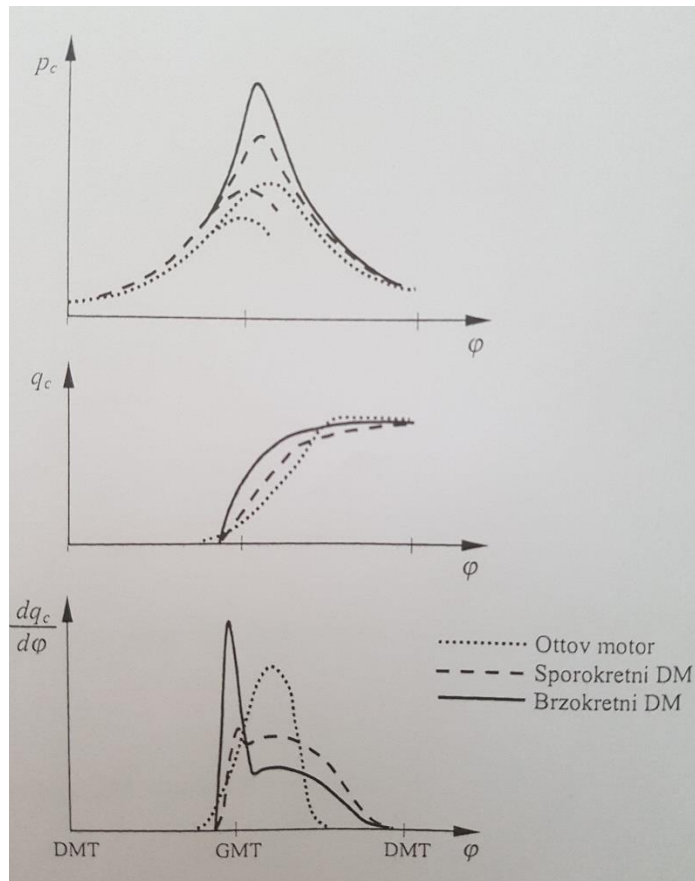 p_c
φ
q_c
φ
dq_c
dφ
Ottov motor
Sporokretni DM
Brzokretni DM
DMT GMT DMT φ